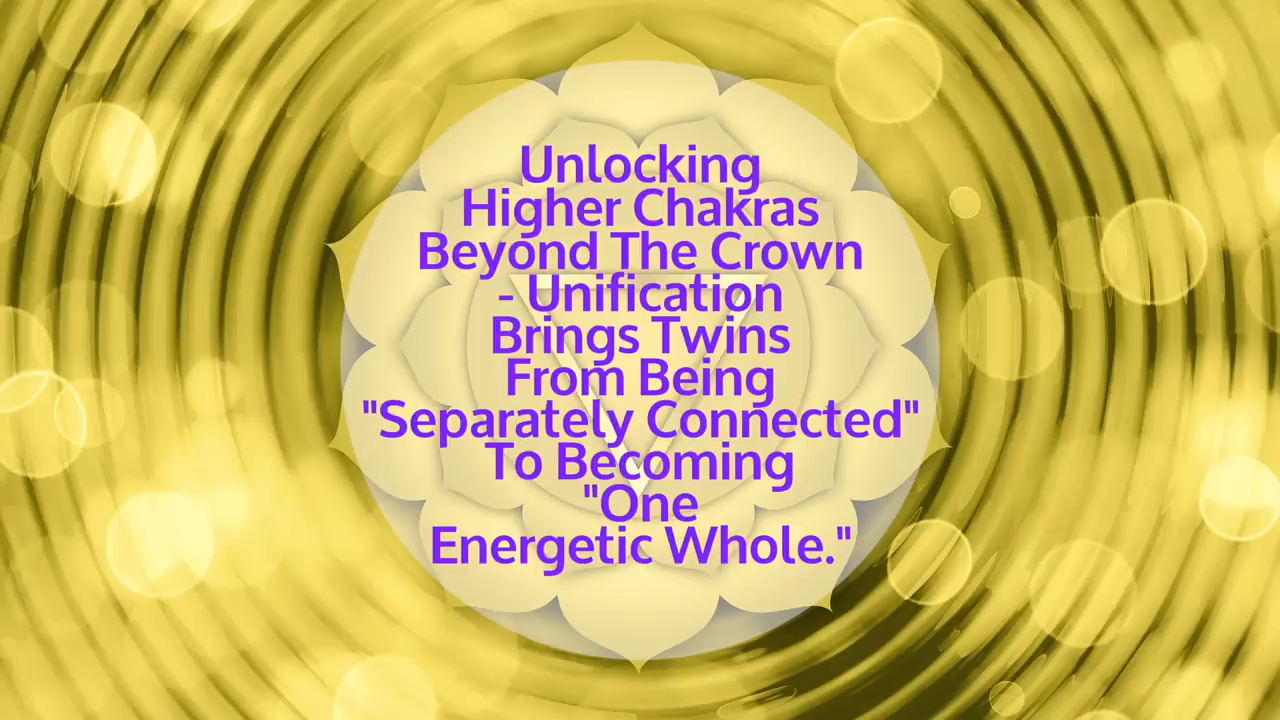 Unlocking
Higher Chakras
Beyond The Crown
- Unification
Brings Twins
From Being
"Separately Connected"
To Becoming
"One
Energetic Whole."